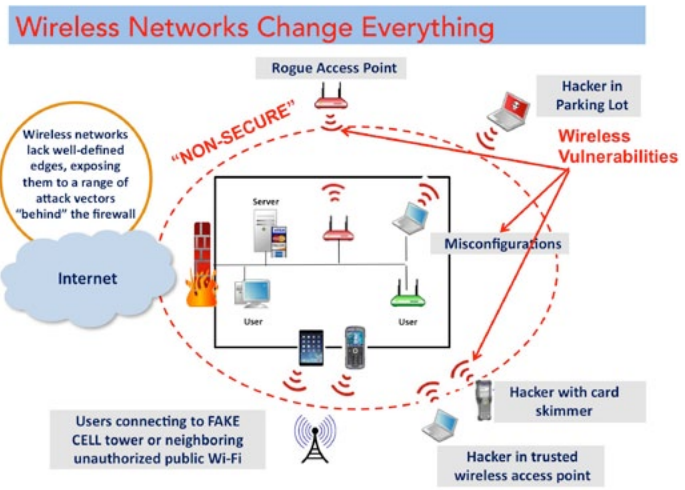 Wireless Networks Change Everything
Rogue Access Point
Hacker in
Parking Lot
"NON-SECURE"
Wireless
Vulnerabilities
Wireless networks
lack well-defined
edges, exposing
them to a range of
attack vectors
"behind" the firewall
Server
Misconfigurations
Internet
User
User
Users connecting to FAKE
CELL tower or neighboring
unauthorized public Wi-Fi
Hacker with card
skimmer
Hacker in trusted
wireless access point